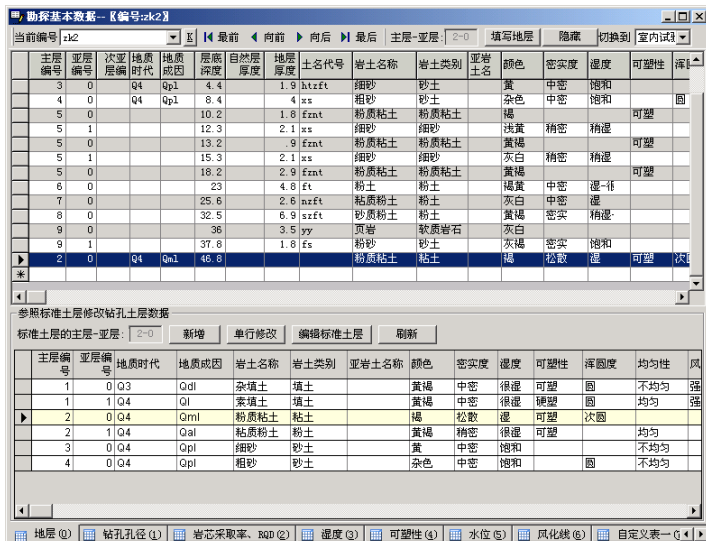 勘探基本数据--【编号:zk2】
当前编号 zk2 K 最前 向前 向后 最后 主层-亚层: 2-0 填写地层 隐藏 切换到 室内试
主层编号 亚层编号 次亚层编 地质时代 地质成因 层底深度 自然层厚度 地层厚度 土名代号 岩土名称 岩土类别 亚岩土名 颜色 密实度 湿度 可塑性 浑
3 0 Q4 Qpl 4.4 1.9 htzft 细砂 砂土 黄 中密 饱和
4 0 Q4 Qpl 8.4 4 xs 粗砂 砂土 杂色 中密 饱和 圆
5 0 10.2 1.8 fznt 粉质粘土 粉质粘土 褐 可塑
5 1 12.3 2.1 xs 细砂 细砂 浅黄 稍密 稍湿
5 0 13.2 .9 fznt 粉质粘土 粉质粘土 黄褐 可塑
5 1 15.3 2.1 xs 细砂 细砂 灰白 稍密 稍湿
5 0 18.2 2.9 fznt 粉质粘土 粉质粘土 黄褐 可塑
6 0 23 4.8 ft 粉土 粉土 褐黄 中密 湿-很
7 0 25.6 2.6 nzft 粘质粉土 粉土 灰白 中密 湿
8 0 32.5 6.9 szft 砂质粉土 粉土 黄褐 密实 稍湿-
9 0 36 3.5 yy 页岩 软质岩石 灰白
9 1 37.8 1.8 fs 粉砂 砂土 灰褐 密实 饱和
2 0 Q4 Qml 46.8 粉质粘土 粘土 褐 松散 湿 可塑 次圆
参照标准土层修改钻孔土层数据
标准土层的主层-亚层: 2-0 新增 单行修改 编辑标准土层 刷新
主层编号 亚层编号 地质时代 地质成因 岩土名称 岩土类别 亚岩土名称 颜色 密实度 湿度 可塑性 浑圆度 均匀性 风
1 0 Q3 Qdl 杂填土 填土 黄褐 中密 很湿 可塑 圆 不均匀 强
1 1 Q4 Ql 素填土 填土 黄褐 中密 很湿 硬塑 圆 均匀 强
2 0 Q4 Qml 粉质粘土 粘土 褐 松散 湿 可塑 次圆
2 1 Q4 Qal 粘质粉土 粉土 黄褐 稍密 很湿 可塑 均匀
3 0 Q4 Qpl 细砂 砂土 黄 中密 饱和 不均匀
4 0 Q4 Qpl 粗砂 砂土 杂色 中密 饱和 圆 不均匀
地层(0) 钻孔孔径(1) 岩芯采取率、RQD(2) 湿度(3) 可塑性(4) 水位(5) 风化线(6) 自定义表一(7